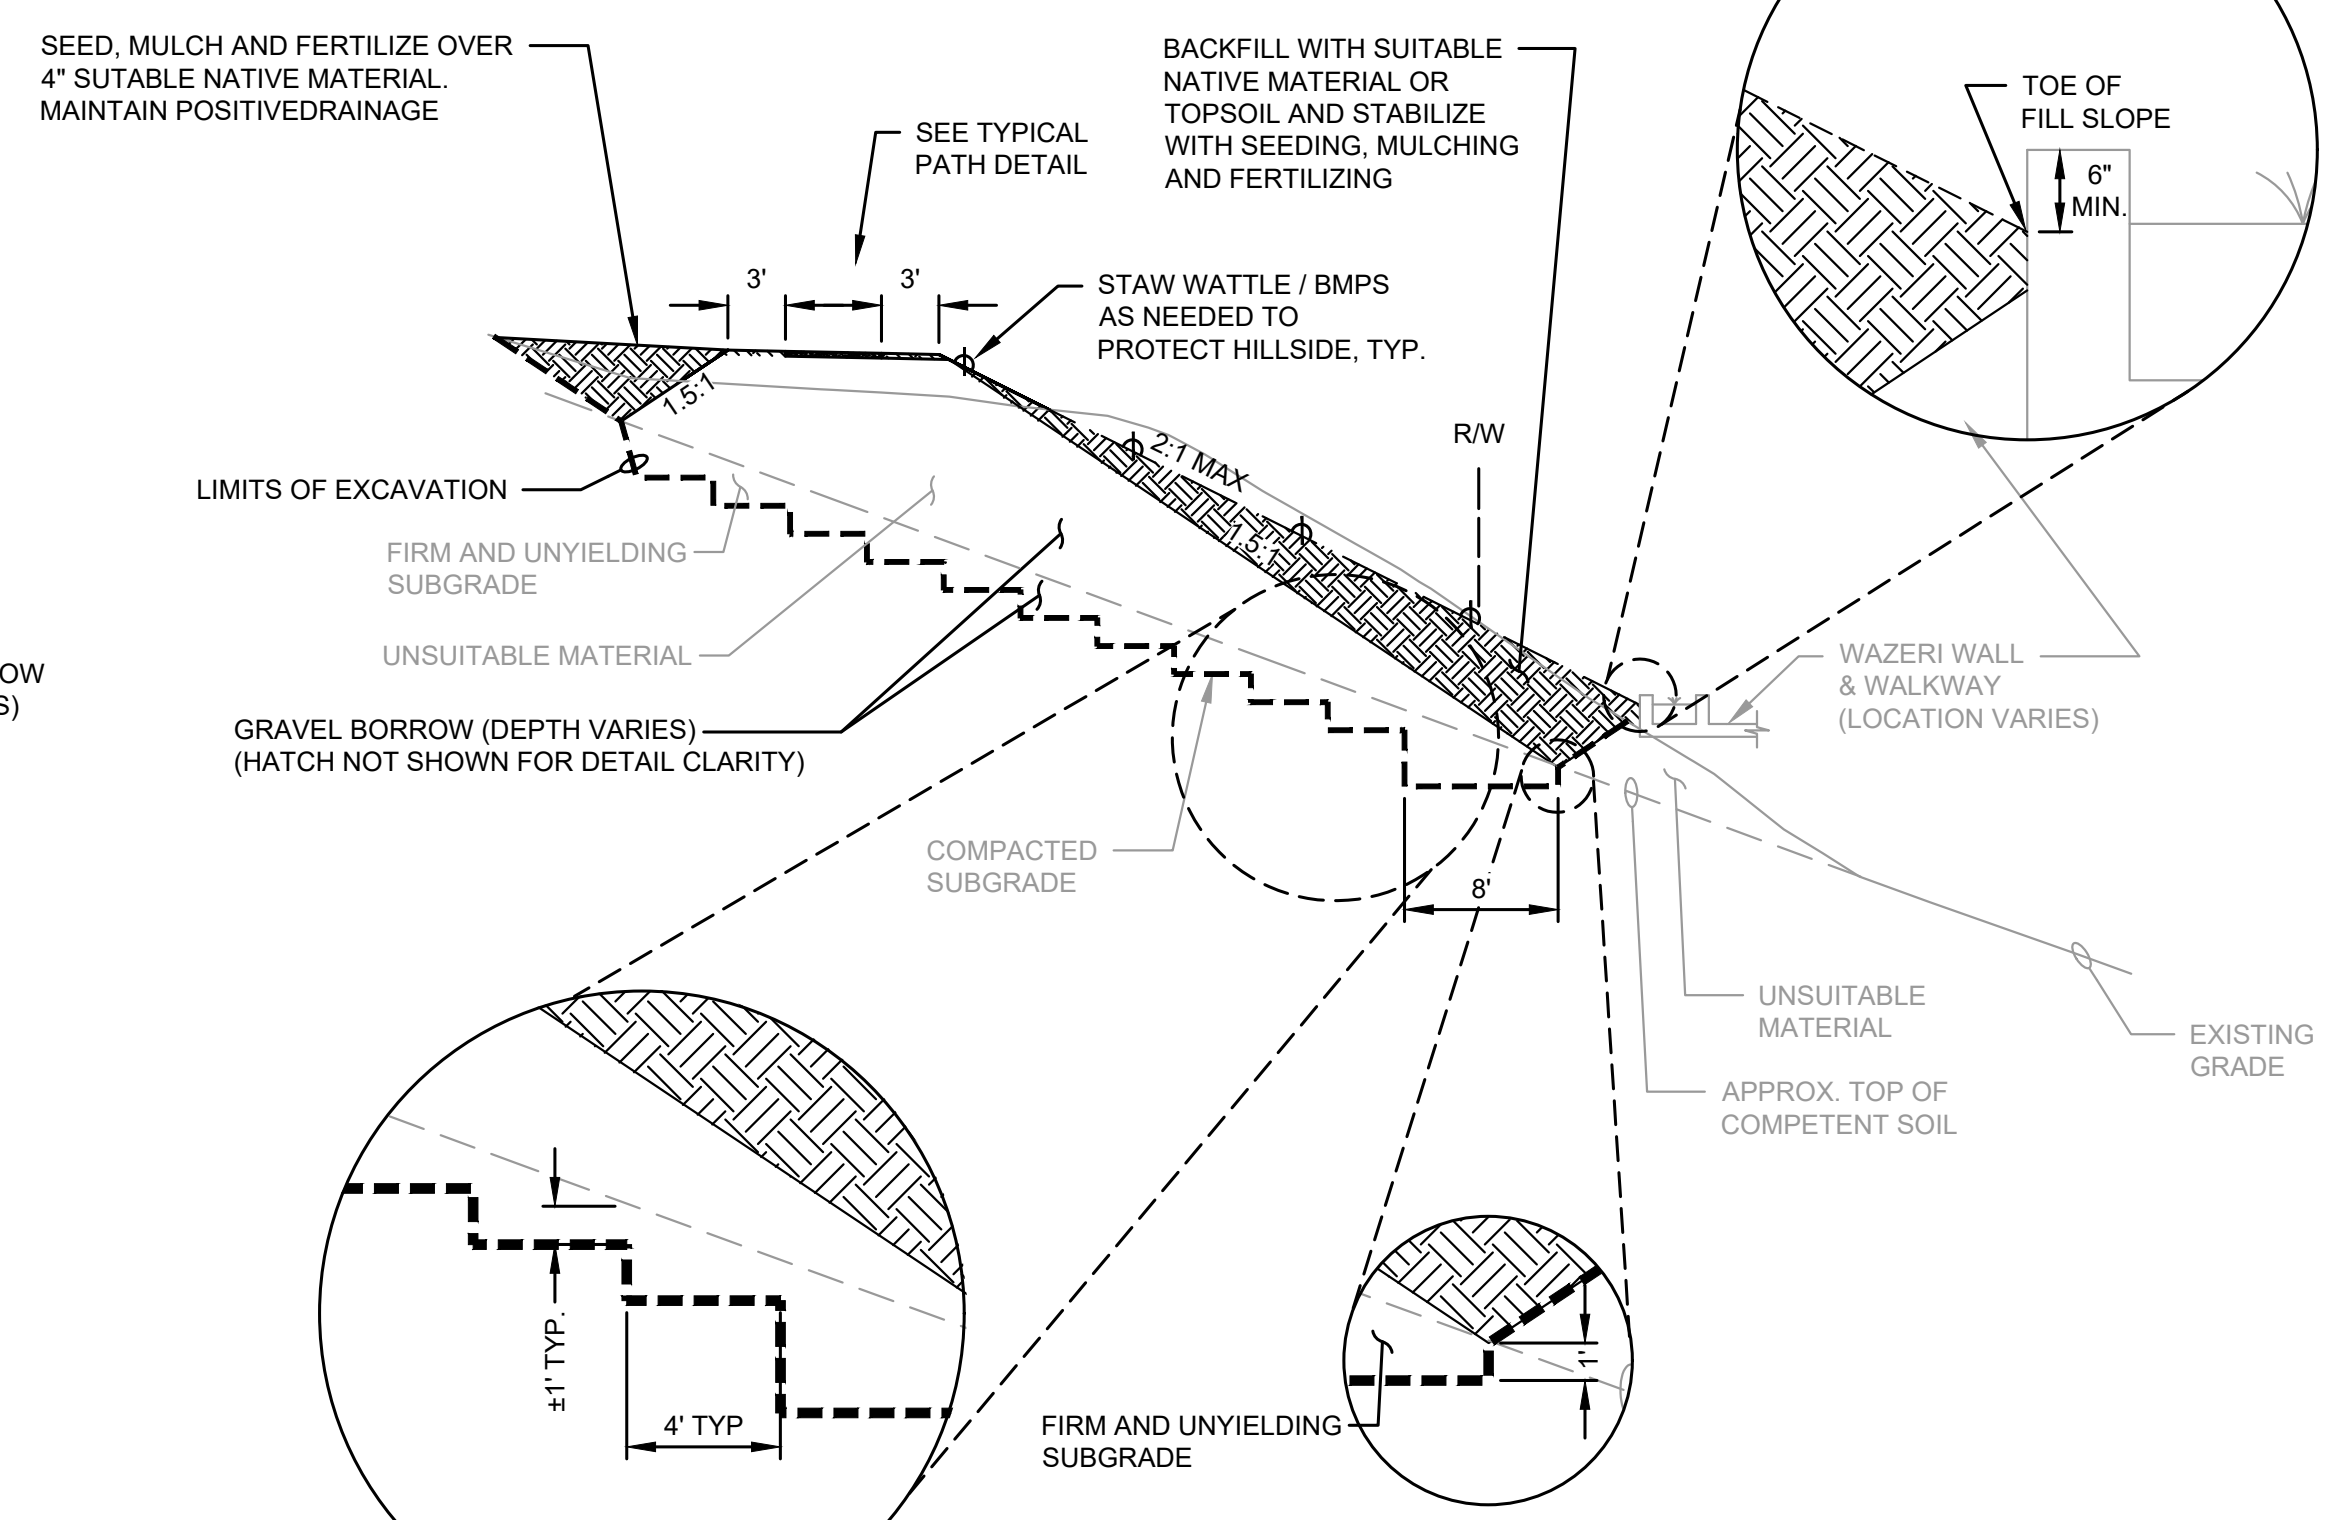 SEED, MULCH AND FERTILIZE OVER
4" SUTABLE NATIVE MATERIAL.
MAINTAIN POSITIVEDRAINAGE
SEE TYPICAL
PATH DETAIL
BACKFILL WITH SUITABLE
NATIVE MATERIAL OR
TOPSOIL AND STABILIZE
WITH SEEDING, MULCHING
AND FERTILIZING
TOE OF
FILL SLOPE
6"
MIN.
3'
3'
STAW WATTLE / BMPS
AS NEEDED TO
PROTECT HILLSIDE, TYP.
1.5:1
2:1 MAX
1.5:1
R/W
LIMITS OF EXCAVATION
FIRM AND UNYIELDING
SUBGRADE
UNSUITABLE MATERIAL
OW
S)
GRAVEL BORROW (DEPTH VARIES)
(HATCH NOT SHOWN FOR DETAIL CLARITY)
WAZERI WALL
& WALKWAY
(LOCATION VARIES)
COMPACTED
SUBGRADE
8'
UNSUITABLE
MATERIAL
EXISTING
GRADE
APPROX. TOP OF
COMPETENT SOIL
±1' TYP.
4' TYP
1'
FIRM AND UNYIELDING
SUBGRADE